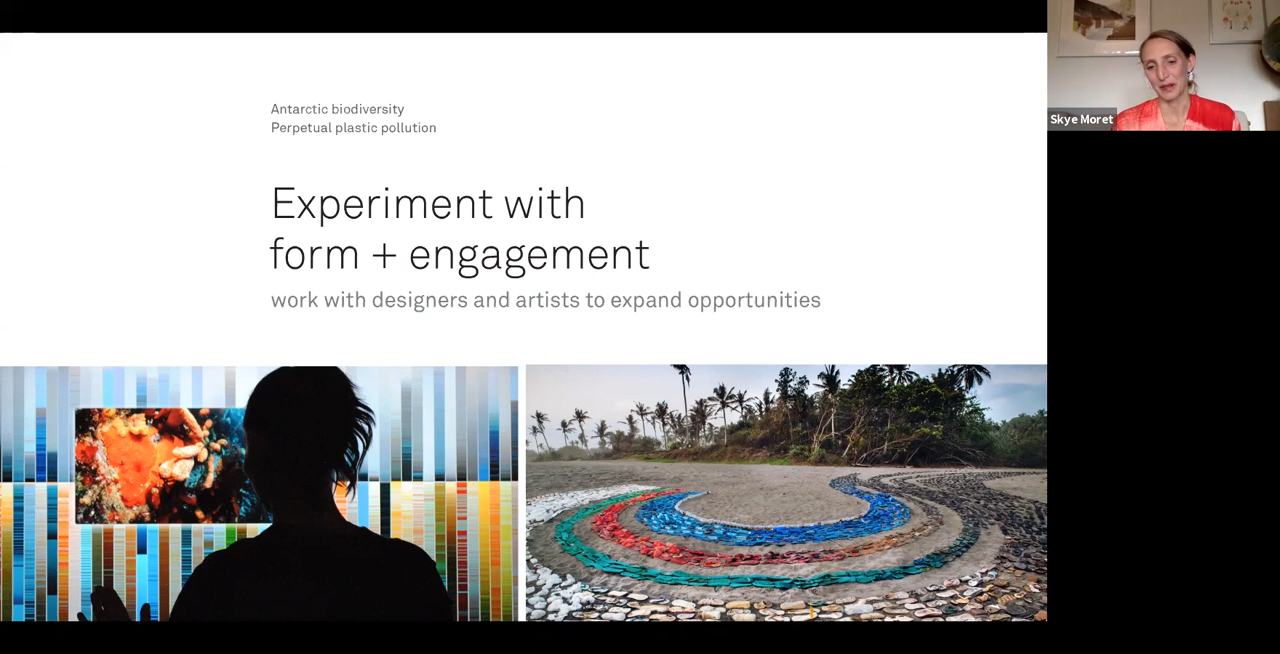 Antarctic biodiversity
Perpetual plastic pollution
Experiment with
form + engagement
work with designers and artists to expand opportunities
Skye Moret